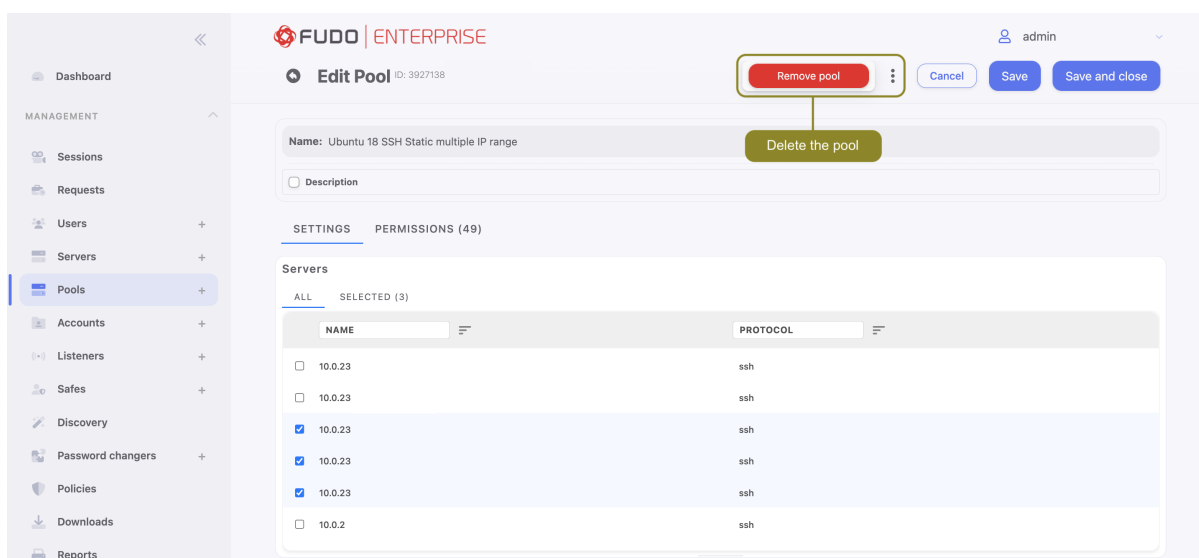 FUDO ENTERPRISE
admin
Dashboard
Edit Pool ID: 3927138
Remove pool
Cancel
Save
Save and close
MANAGEMENT
Delete the pool
Name: Ubuntu 18 SSH Static multiple IP range
Description
Sessions
Requests
Users +
Servers +
Pools +
Accounts +
Listeners +
Safes +
Discovery
Password changers +
Policies
Downloads
Reports
SETTINGS PERMISSIONS (49)
Servers
ALL SELECTED (3)
NAME PROTOCOL
10.0.23 ssh
10.0.23 ssh
10.0.23 ssh
10.0.23 ssh
10.0.23 ssh
10.0.2 ssh